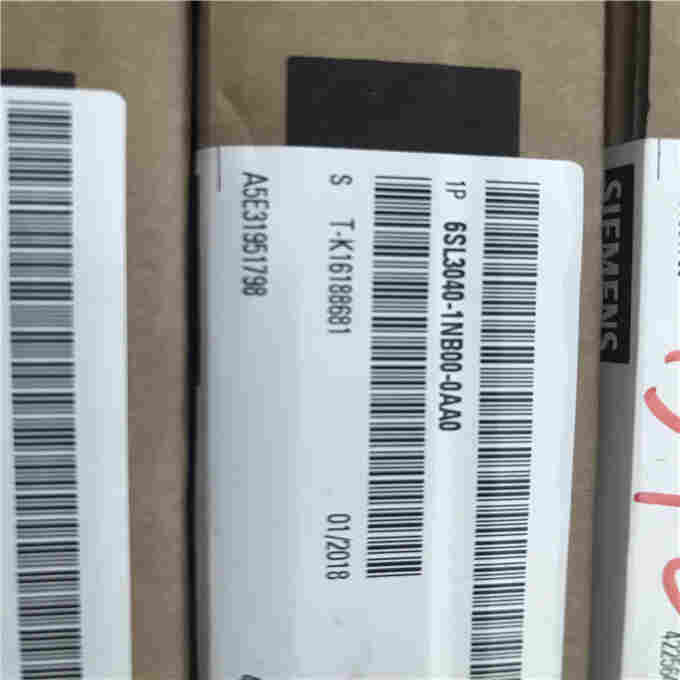 1P 6SL3040-1NB00-0AA0
S T-K16188681 01/2018
A5E31951798
SIEMENS